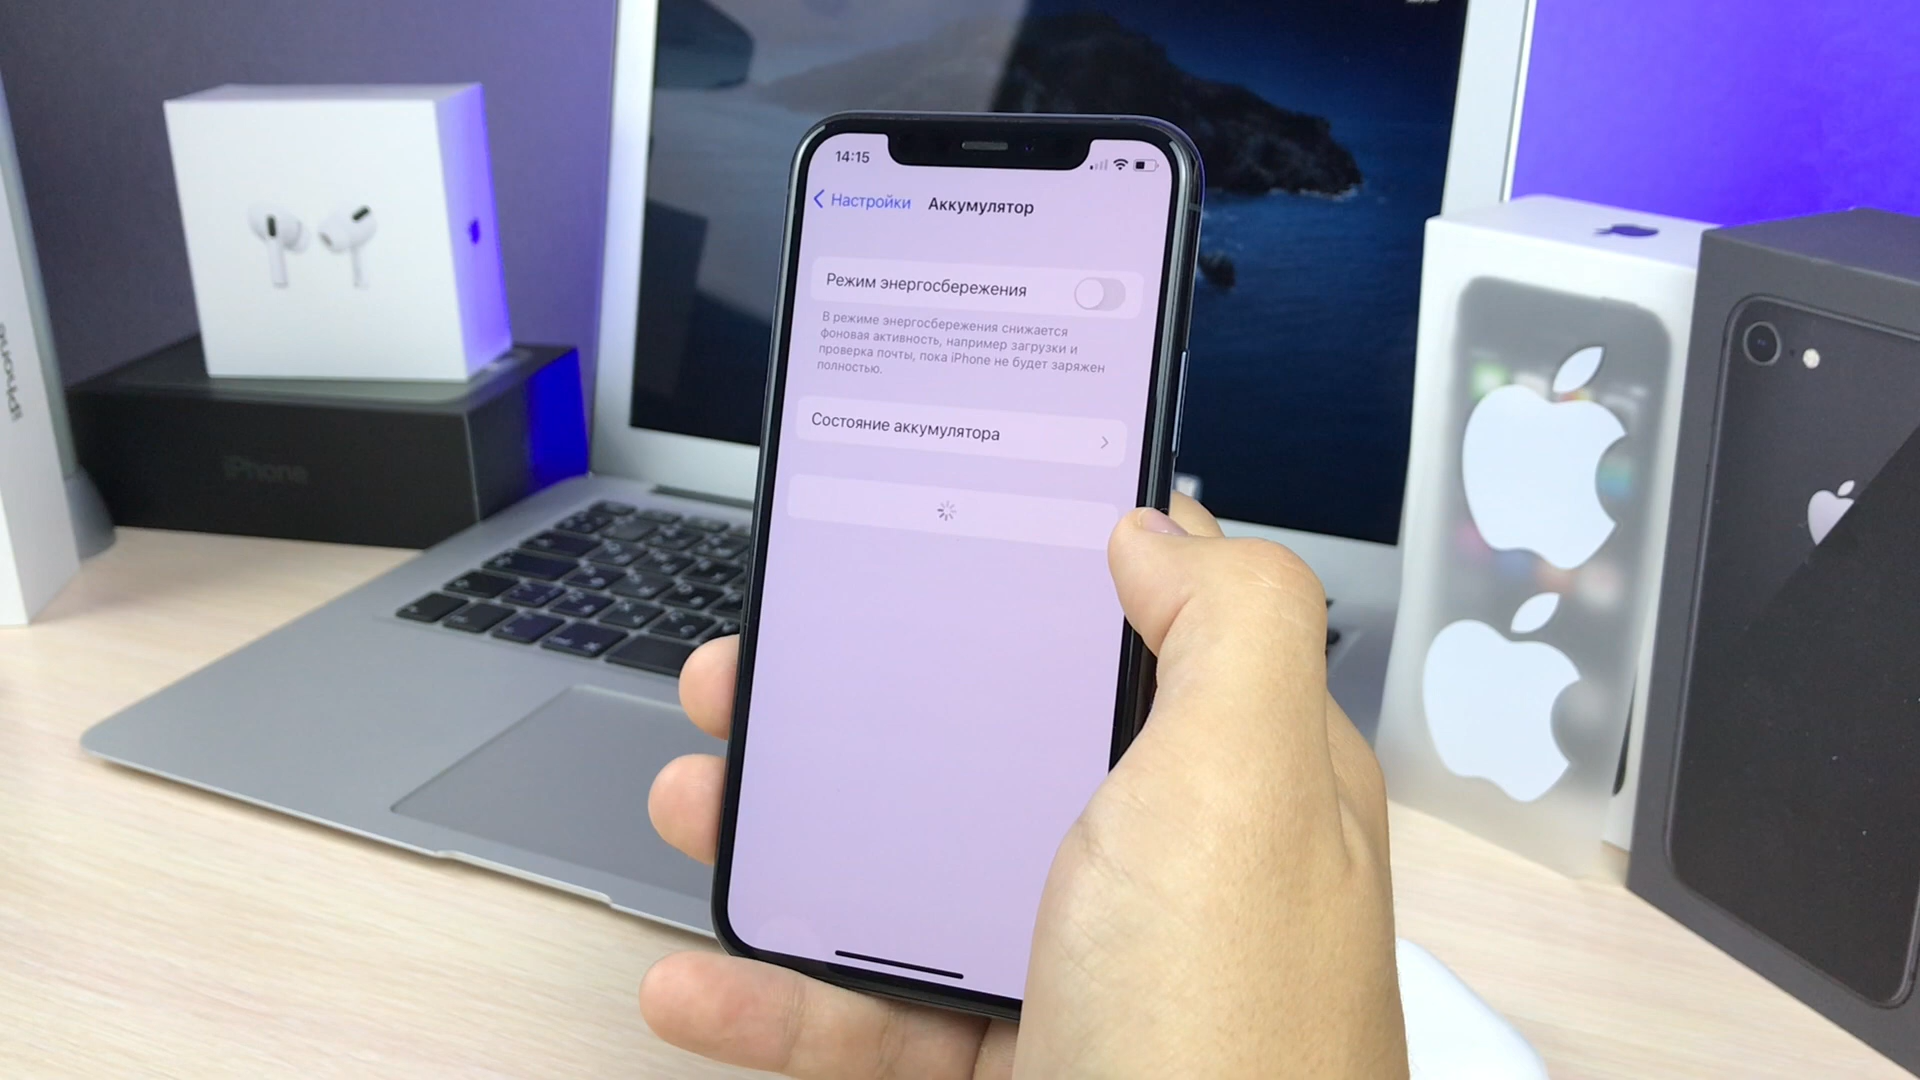 14:15
Настройки Аккумулятор
Режим энергосбережения
В режиме энергосбережения снижается
фоновая активность, например загрузки и
проверка почты, пока iPhone не будет заряжен
полностью.
Состояние аккумулятора
iPhone
iPhone